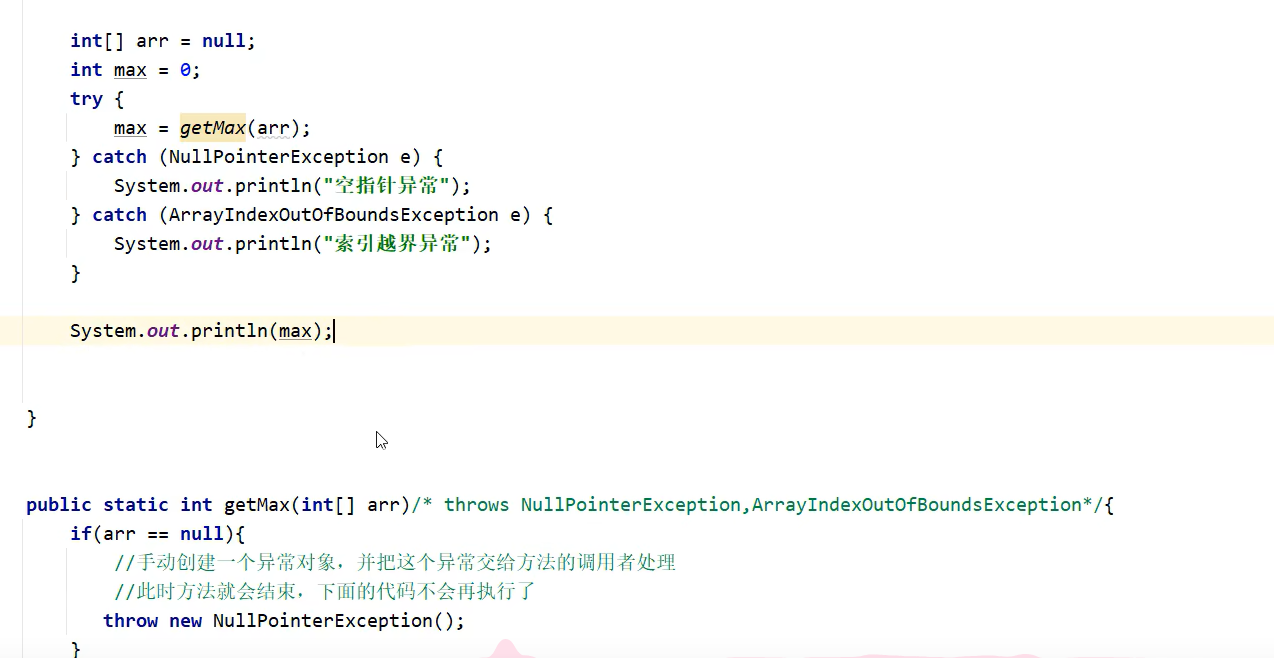 int[] arr = null;
int max = 0;
try {
max = getMax(arr);
} catch (NullPointerException e) {
System.out.println("空指针异常");
} catch (ArrayIndexOutOfBoundsException e) {
System.out.println("索引越界异常");
}
System.out.println(max);
}
public static int getMax(int[] arr)/* throws NullPointerException,ArrayIndexOutOfBoundsException*/{
if(arr == null){
//手动创建一个异常对象，并把这个异常交给方法的调用者处理
//此时方法就会结束，下面的代码不会再执行了
throw new NullPointerException();
}